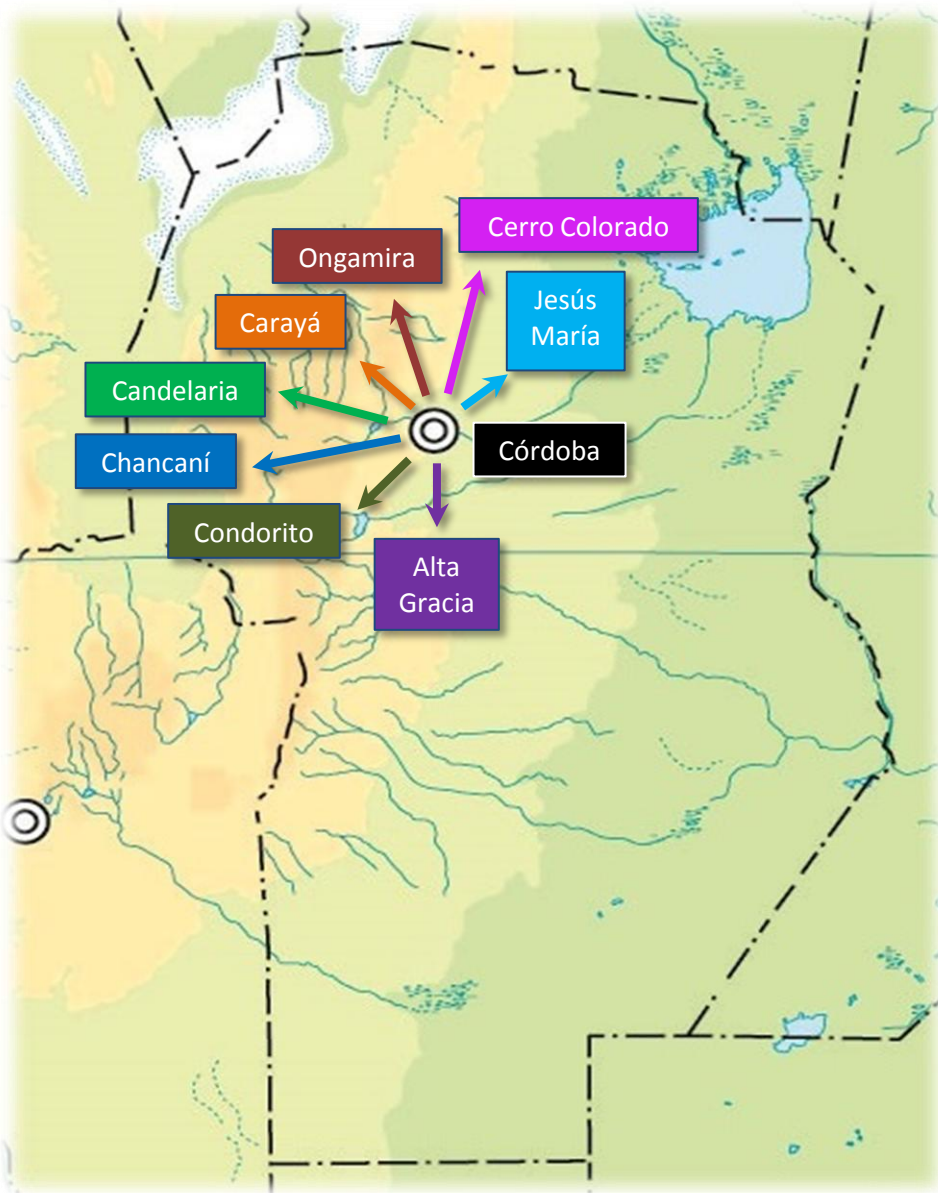 Cerro Colorado
Ongamira
Jesús
María
Carayá
Candelaria
Córdoba
Chancaní
Condorito
Alta
Gracia